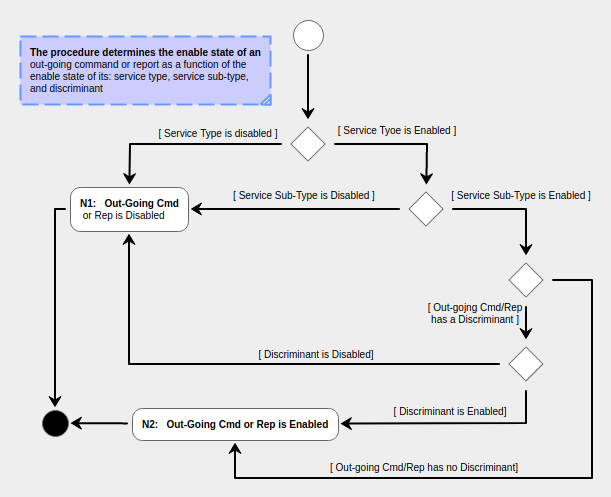 The procedure determines the enable state of an
out-going command or report as a function of the
enable state of its: service type, service sub-type,
and discriminant
[ Service Type is disabled ]
[ Service Tyoe is Enabled ]
[ Service Sub-Type is Disabled ]
[ Service Sub-Type is Enabled ]
N1: Out-Going Cmd
or Rep is Disabled
[ Out-gojng Cmd/Rep
has a Discriminant ]
[ Discriminant is Disabled]
[ Discriminant is Enabled]
N2: Out-Going Cmd or Rep is Enabled
[ Out-going Cmd/Rep has no Discriminant]